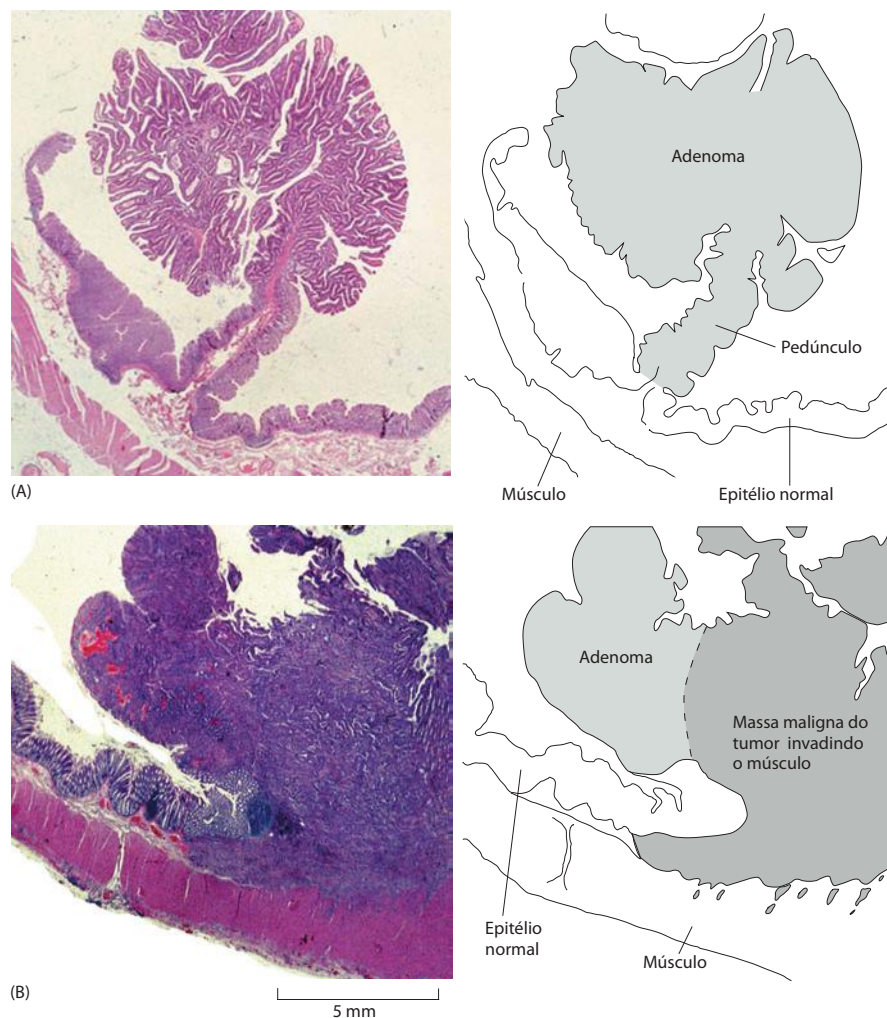 Adenoma
Pedúnculo
(A)
Músculo
Epitélio normal
Adenoma
Massa maligna do
tumor invadindo
o músculo
Epitélio
normal
Músculo
(B)
5 mm